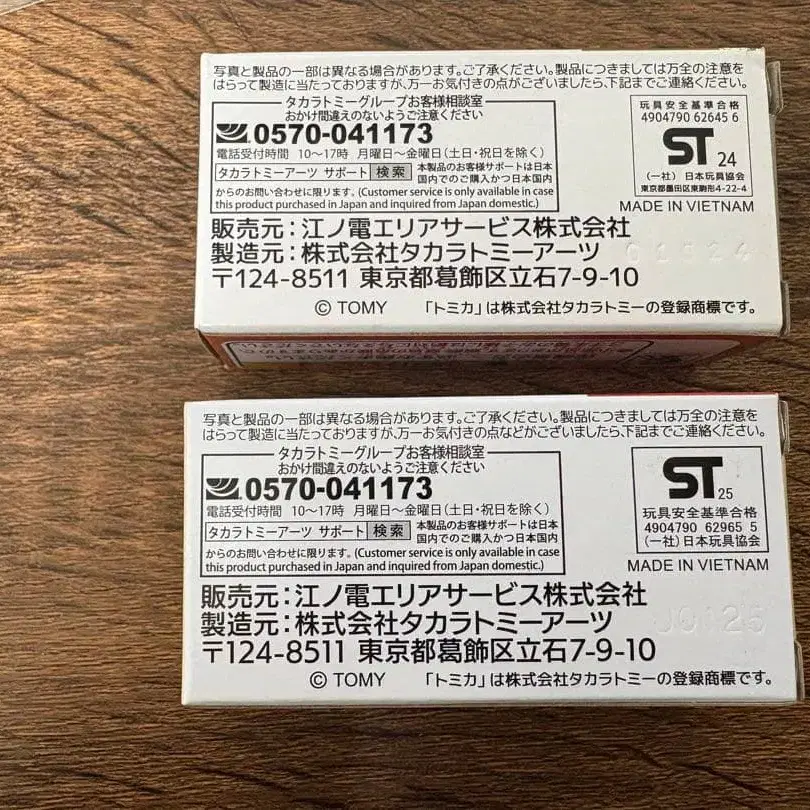 写真と製品の一部は異なる場合があります。ご了承ください。製品につきましては万全の注意を
はらって製造に当たっておりますが、万一お気付きの点がございましたら、下記までご連絡ください。
タカラトミーグループお客様相談室
おかけ間違えのないようご注意ください
0570-041173
電話受付時間 10〜17時 月曜日〜金曜日(土日・祝日を除く)
タカラトミーアーツ サポート 検索 本製品のお客様サポートは日本
国内でのご購入かつ日本国内
からのお問い合わせに限ります。(Customer service is only available in case
this product purchased in Japan and inquired from Japan domestic.)
玩具安全基準合格
4904790 62645 6
ST 24
(一社) 日本玩具協会
東京都墨田区東駒形4-22-4
MADE IN VIETNAM
販売元:江ノ電エリアサービス株式会社
製造元:株式会社タカラトミーアーツ
〒124-8511 東京都葛飾区立石7-9-10
© TOMY 「トミカ」は株式会社タカラトミーの登録商標です。
写真と製品の一部は異なる場合があります。ご了承ください。製品につきましては万全の注意を
はらって製造に当たっておりますが、万一お気付きの点などがございましたら、下記までご連絡ください。
タカラトミーグループお客様相談室
おかけ間違えのないようご注意ください
0570-041173
電話受付時間 10〜17時 月曜日〜金曜日(土日・祝日を除く)
タカラトミーアーツ サポート 検索 本製品のお客様サポートは日本
国内でのご購入かつ日本国内
からのお問い合わせに限ります。(Customer service is only available in case
this product purchased in Japan and inquired from Japan domestic.)
ST 25
玩具安全基準合格
4904790 62965 5
(一社)日本玩具協会
MADE IN VIETNAM
販売元:江ノ電エリアサービス株式会社
製造元:株式会社タカラトミーアーツ
〒124-8511 東京都葛飾区立石7-9-10
© TOMY 「トミカ」は株式会社タカラトミーの登録商標です。